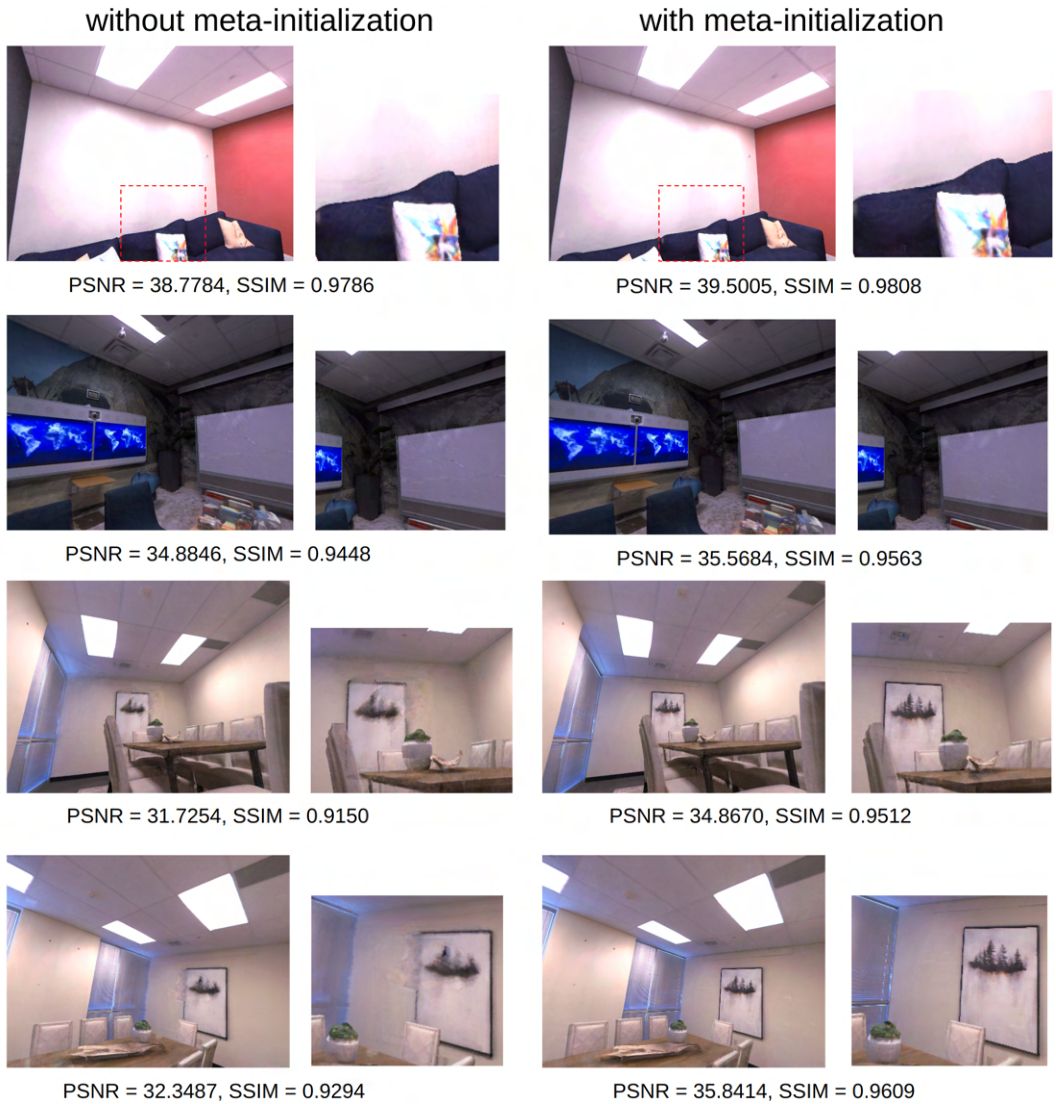 without meta-initialization
with meta-initialization
PSNR = 38.7784, SSIM = 0.9786
PSNR = 39.5005, SSIM = 0.9808
PSNR = 34.8846, SSIM = 0.9448
PSNR = 35.5684, SSIM = 0.9563
PSNR = 31.7254, SSIM = 0.9150
PSNR = 34.8670, SSIM = 0.9512
PSNR = 32.3487, SSIM = 0.9294
PSNR = 35.8414, SSIM = 0.9609